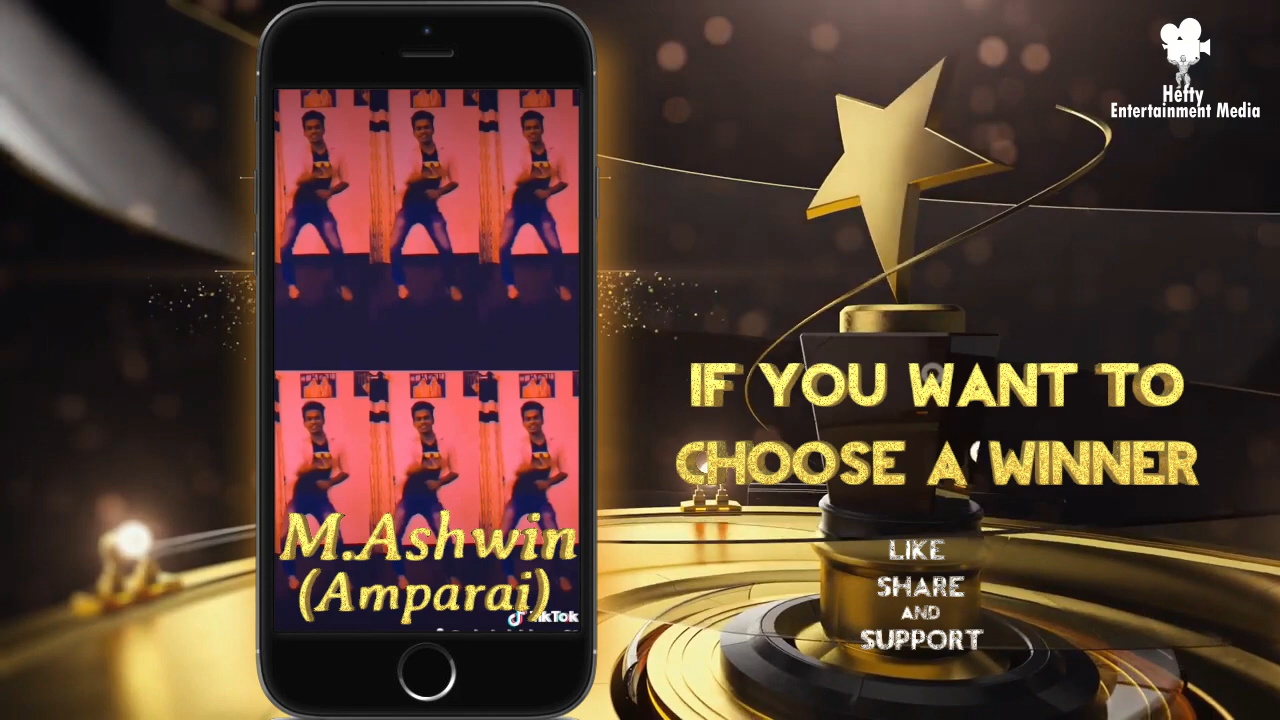 Hefty
Entertainment Media
IF YOU WANT TO
CHOOSE A WINNER
LIKE
SHARE
AND
SUPPORT
M.Ashwin
(Amparai)
TikTok